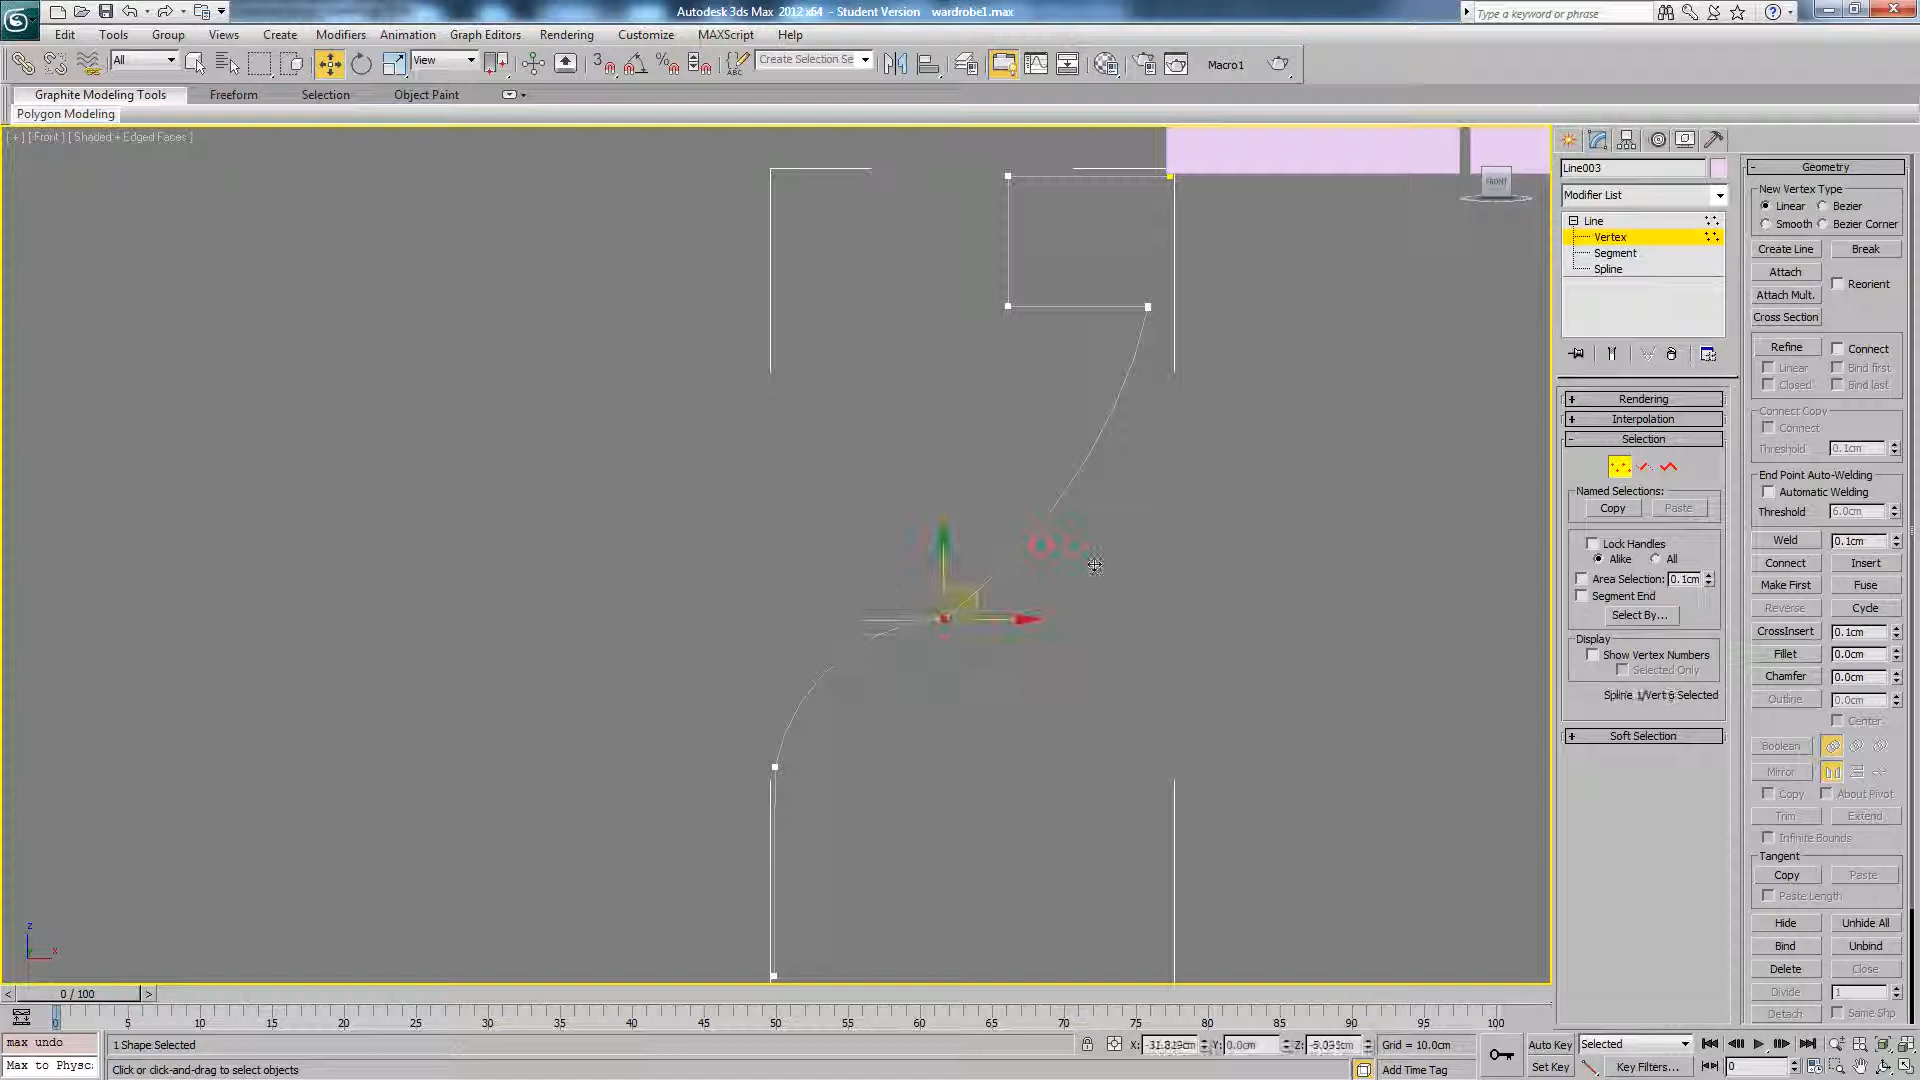 Autodesk 3ds Max 2012 x64 - Student Version wardrobe1.max
Type a keyword or phrase
Edit Tools Group Views Create Modifiers Animation Graph Editors Rendering Customize MAXScript Help
All View Create Selection Se Macro1
Graphite Modeling Tools Freeform Selection Object Paint
Polygon Modeling
[ + ] [ Front ] [ Shaded + Edged Faces ]
FRONT
Line003
Modifier List
Line
Vertex
Segment
Spline
Rendering
Interpolation
Selection
Named Selections:
Copy Paste
Lock Handles
Alike All
Area Selection: 0.1cm
Segment End
Select By...
Display
Show Vertex Numbers
Selected Only
Soft Selection
Geometry
New Vertex Type
Linear Bezier
Smooth Bezier Corner
Create Line Break
Attach
Reorient
Attach Mult.
Cross Section
Refine Connect
Linear Bind first
Closed Bind last
Connect Copy
Connect
Threshold 0.1cm
End Point Auto-Welding
Automatic Welding
Threshold 6.0cm
Weld 0.1cm
Connect Insert
Make First Fuse
Reverse Cycle
CrossInsert 0.1cm
Fillet 0.0cm
Chamfer 0.0cm
Outline 0.0cm
Center
Boolean
Mirror
Copy About Pivot
Trim Extend
Infinite Bounds
Tangent
Copy Paste
Paste Length
Hide Unhide All
Bind Unbind
Delete Close
Divide 1
Detach Same Shp
z
x
< 0 / 100 >
0 5 10 15 20 25 30 35 40 45 50 55 60 65 70 75 80 85 90 95 100
max undo 1 Shape Selected X: Y: 0.0cm Z: Grid = 10.0cm Auto Key Selected
Max to Physc: Click or click-and-drag to select objects Add Time Tag Set Key Key Filters... 0